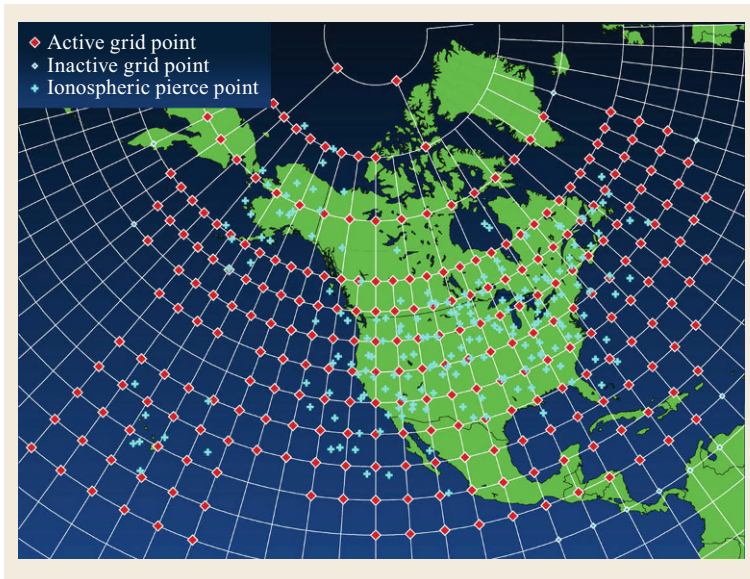 Active grid point
Inactive grid point
Ionospheric pierce point